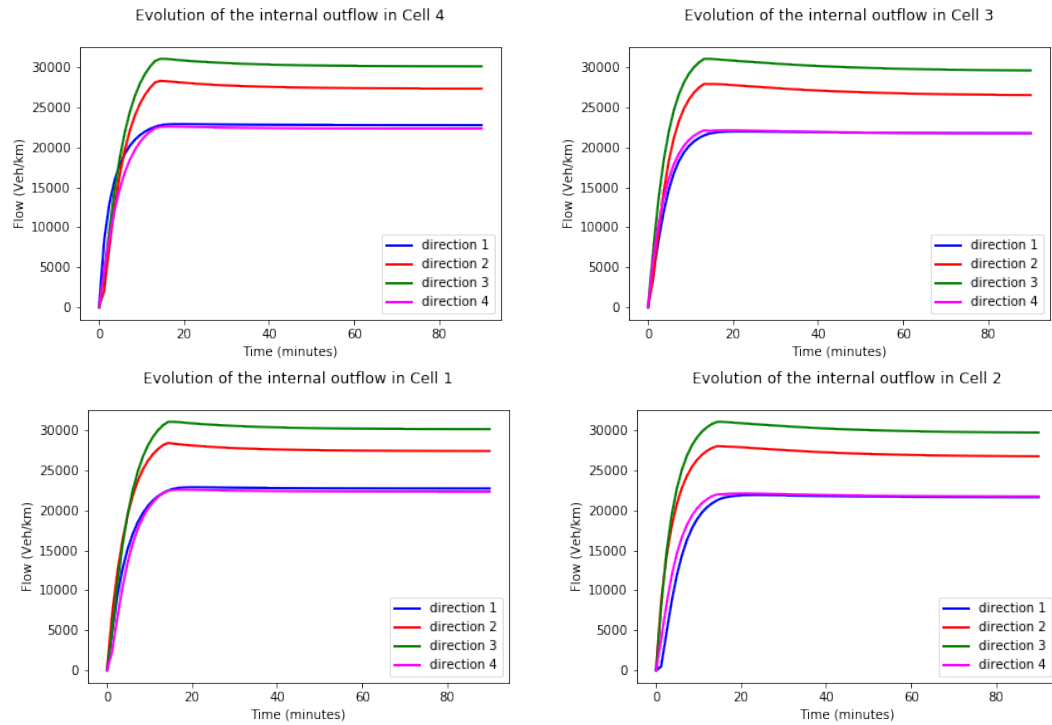 Evolution of the internal outflow in Cell 4
30000
25000
20000
15000
10000
5000
0
Flow (Veh/km)
direction 1
direction 2
direction 3
direction 4
0 20 40 60 80
Time (minutes)
Evolution of the internal outflow in Cell 3
30000
25000
20000
15000
10000
5000
0
Flow (Veh/km)
direction 1
direction 2
direction 3
direction 4
0 20 40 60 80
Time (minutes)
Evolution of the internal outflow in Cell 1
30000
25000
20000
15000
10000
5000
0
Flow (Veh/km)
direction 1
direction 2
direction 3
direction 4
0 20 40 60 80
Time (minutes)
Evolution of the internal outflow in Cell 2
30000
25000
20000
15000
10000
5000
0
Flow (Veh/km)
direction 1
direction 2
direction 3
direction 4
0 20 40 60 80
Time (minutes)